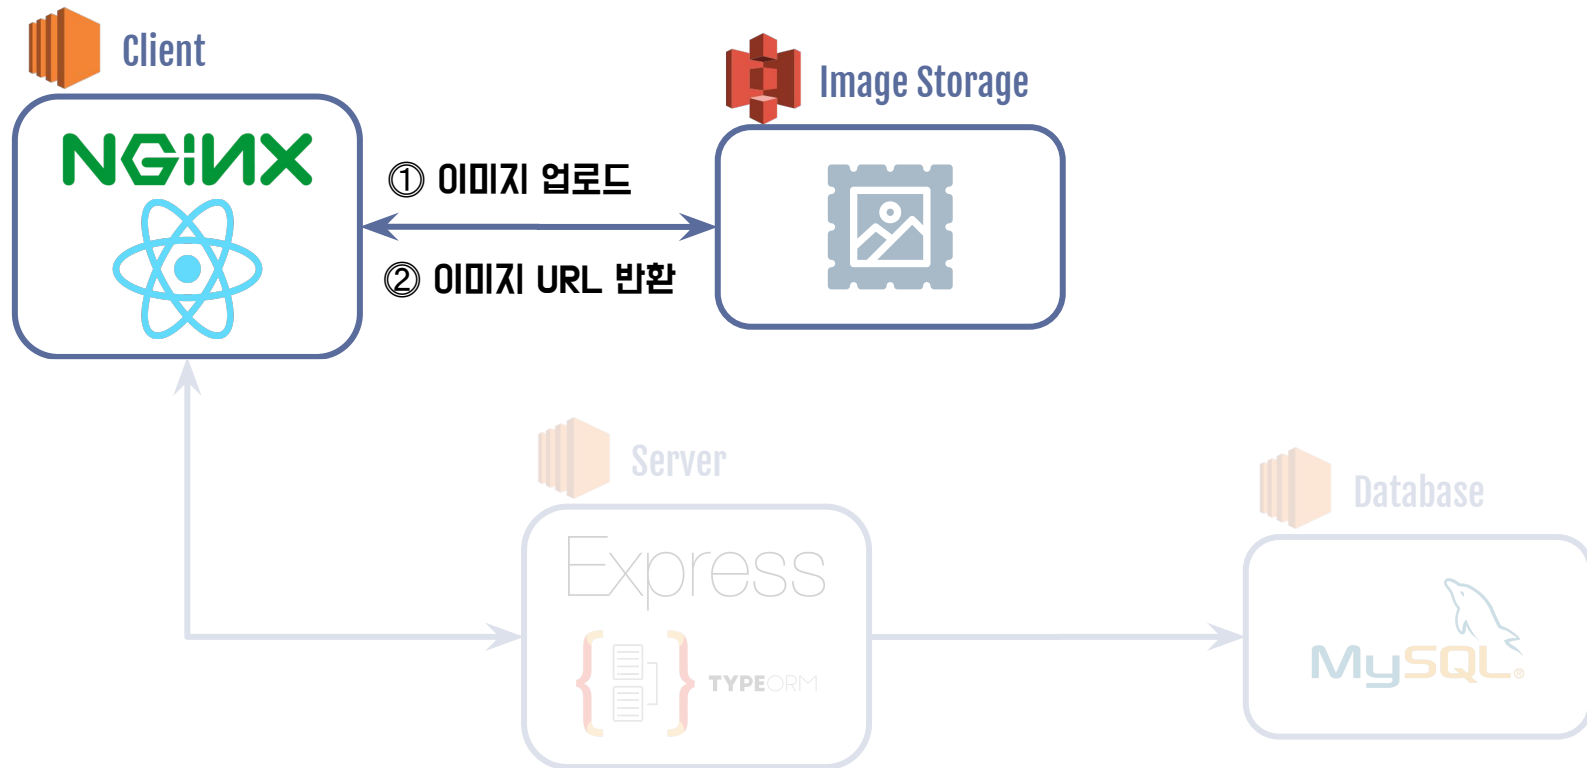 Client
Image Storage
NGINX
① 이미지 업로드
② 이미지 URL 반환
Server
Database
Express
TYPEORM
MySQL®